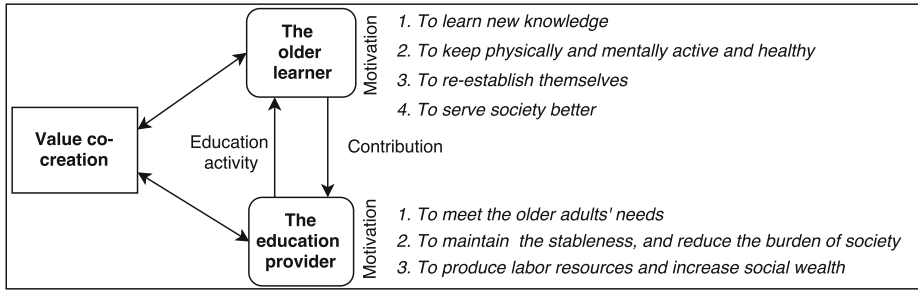 The
older
learner
Motivation
1. To learn new knowledge
2. To keep physically and mentally active and healthy
3. To re-establish themselves
4. To serve society better
Value co-
creation
Education
activity
Contribution
The
education
provider
Motivation
1. To meet the older adults' needs
2. To maintain the stableness, and reduce the burden of society
3. To produce labor resources and increase social wealth